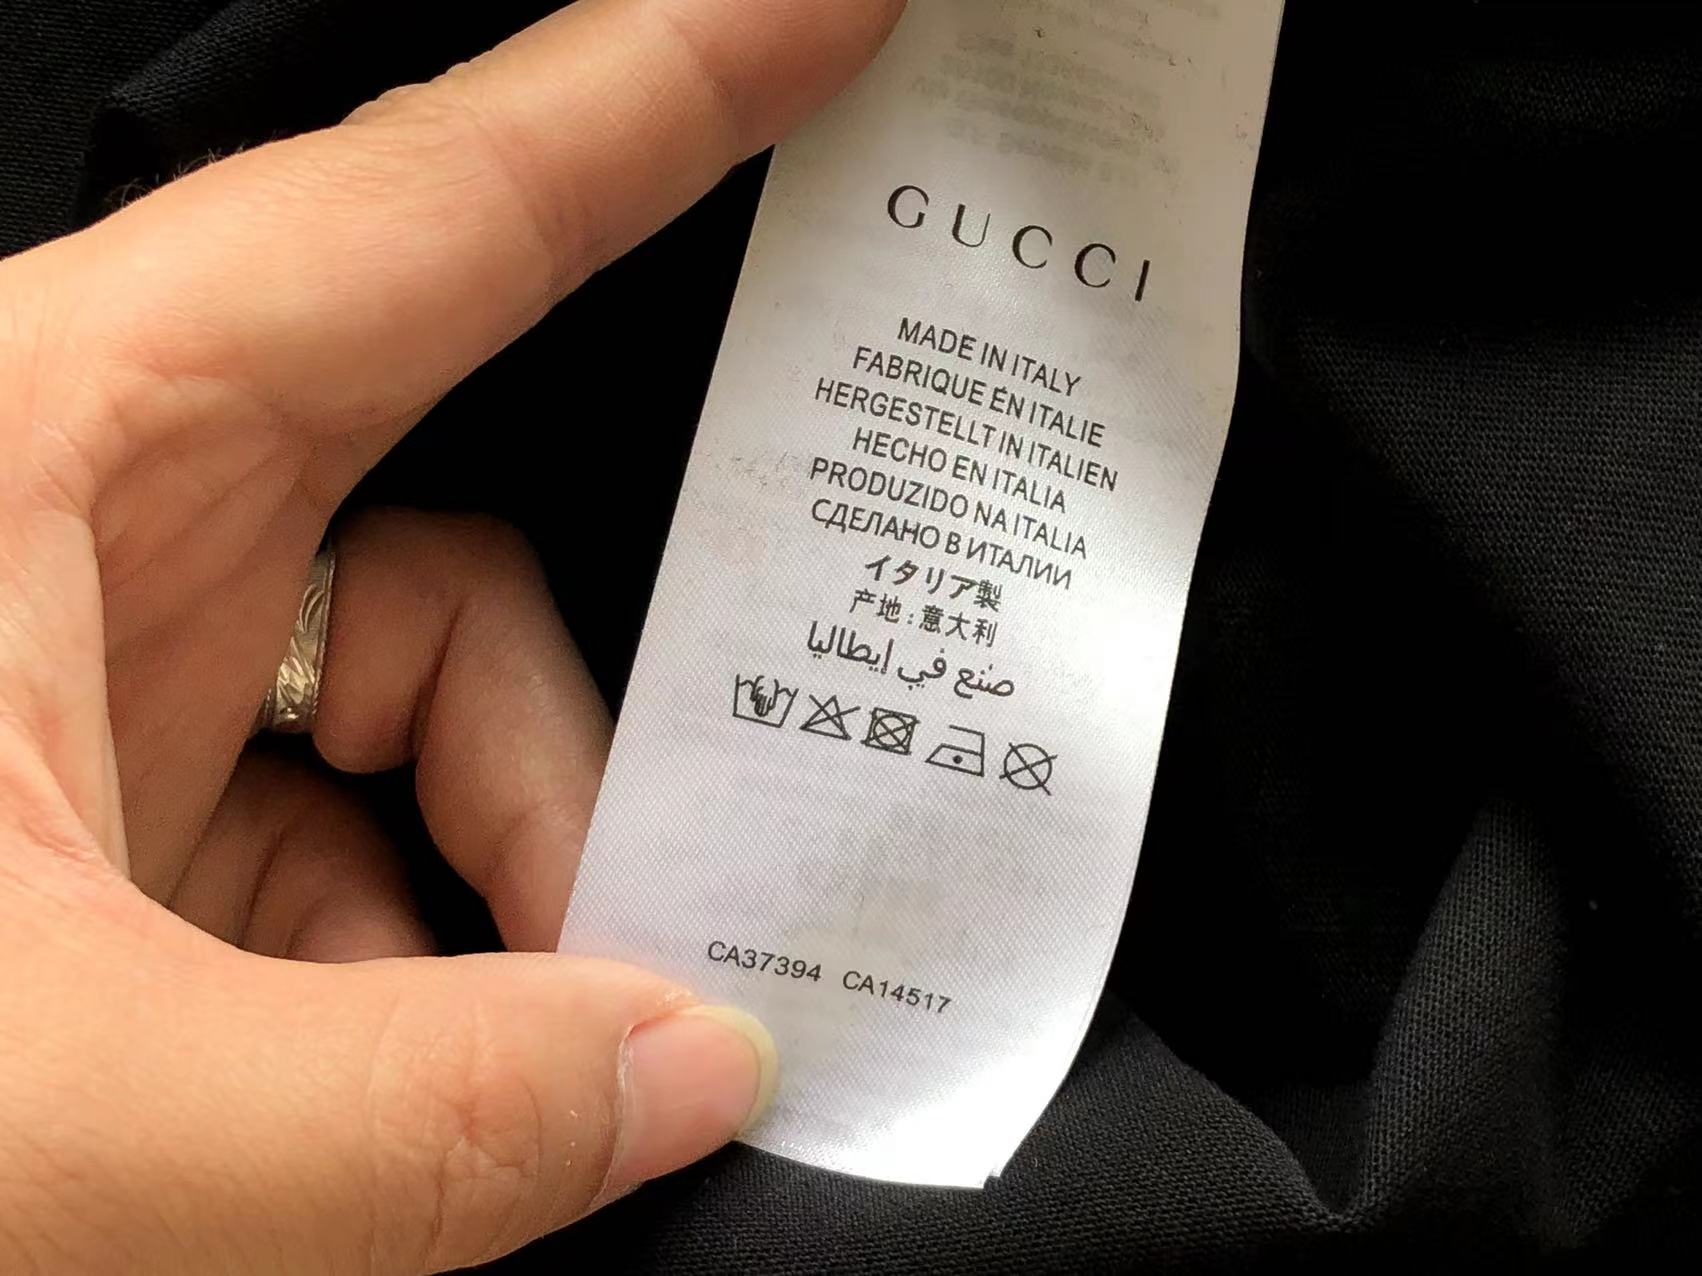 GUCCI
MADE IN ITALY
FABRIQUE ÉN ITALIE
HERGESTELLT IN ITALIEN
HECHO EN ITALIA
PRODUZIDO NA ITALIA
СДЕЛАНО В ИТАЛИИ
イタリア製
产地:意大利
صنع في إيطاليا
CA37394 CA14517